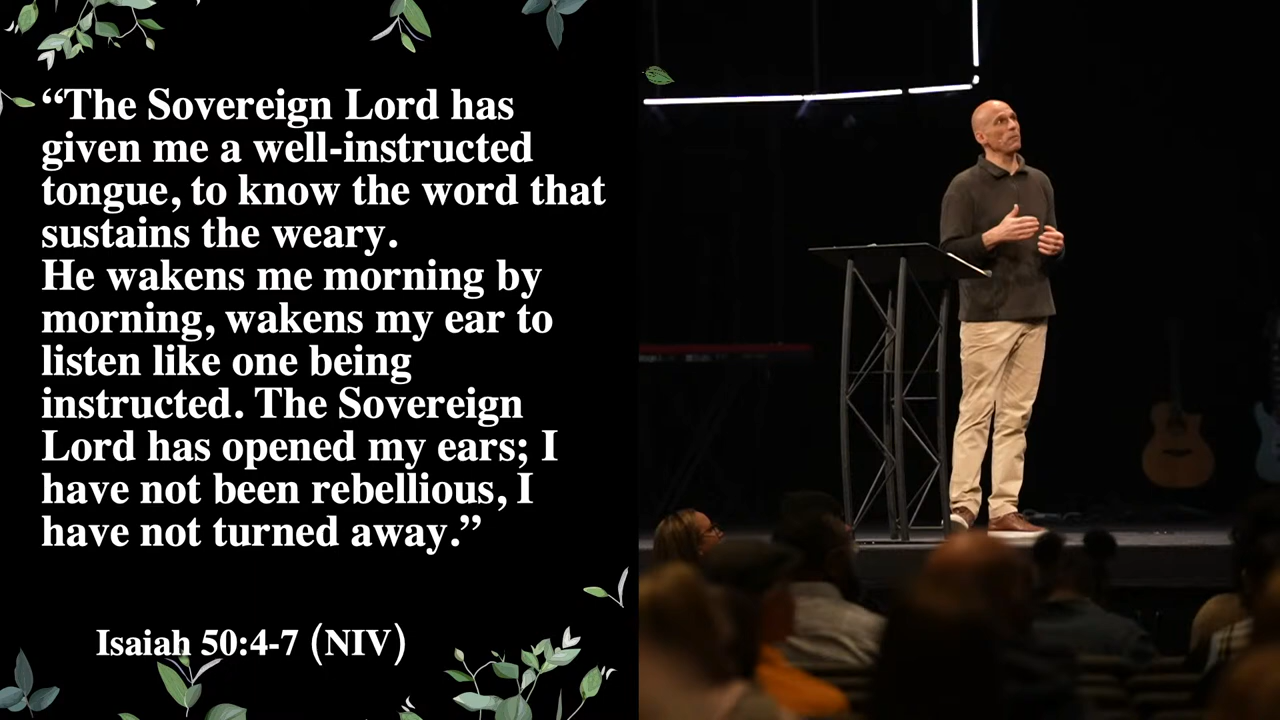 “The Sovereign Lord has
given me a well-instructed
tongue, to know the word that
sustains the weary.
He wakens me morning by
morning, wakens my ear to
listen like one being
instructed. The Sovereign
Lord has opened my ears; I
have not been rebellious, I
have not turned away.”
Isaiah 50:4-7 (NIV)